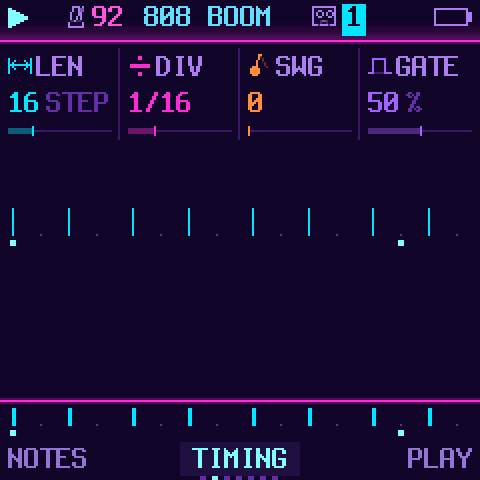 92 808 BOOM 1
LEN DIV SWG GATE
16 STEP 1/16 0 50 %
NOTES TIMING PLAY